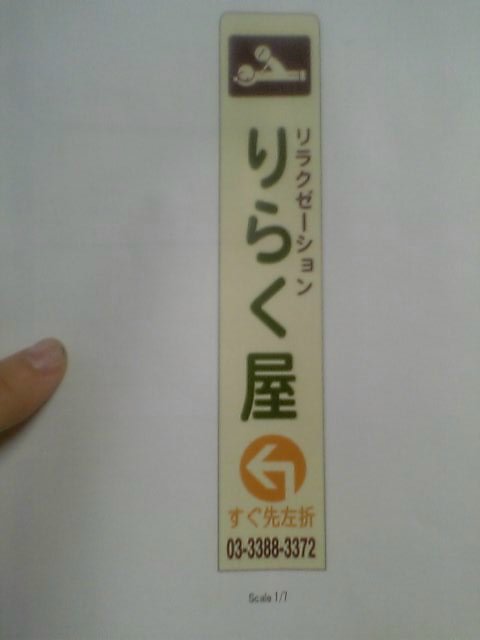 リラクゼーション
りらく屋
すぐ先左折
03-3388-3372
Scale 1/7